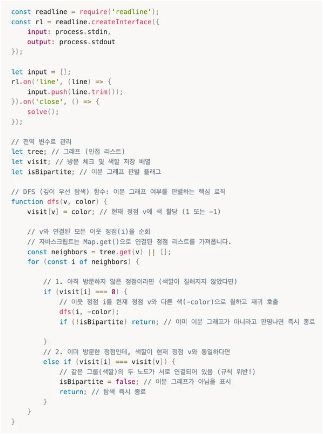 const readline = require('readline');
const rl = readline.createInterface({
    input: process.stdin,
    output: process.stdout
});

let input = [];
rl.on('line', (line) => {
    input.push(line.trim());
}).on('close', () => {
    solve();
});

// 전역 변수로 관리
let tree; // 그래프 (인접 리스트)
let visit; // 방문 체크 및 색깔 저장 배열
let isBipartite; // 이분 그래프 판별 플래그

// DFS (깊이 우선 탐색) 함수: 이분 그래프 여부를 판별하는 핵심 로직
function dfs(v, color) {
    visit[v] = color; // 현재 정점 v에 색 할당 (1 또는 -1)

    // v와 연결된 모든 이웃 정점(i)을 순회
    // 자바스크립트는 Map.get()으로 연결된 정점 리스트를 가져옵니다.
    const neighbors = tree.get(v) || [];
    for (const i of neighbors) {

        // 1. 아직 방문하지 않은 정점이라면 (색깔이 칠해지지 않았다면)
        if (visit[i] === 0) {
            // 이웃 정점 i를 현재 정점 v와 다른 색(-color)으로 칠하고 재귀 호출
            dfs(i, -color);
            if (!isBipartite) return; // 이미 이분 그래프가 아니라고 판명나면 즉시 종료

        }
        // 2. 이미 방문한 정점인데, 색깔이 현재 정점 v와 동일하다면
        else if (visit[i] === visit[v]) {
            // 같은 그룹(색깔)의 두 노드가 서로 연결되어 있음 (규칙 위반!)
            isBipartite = false; // 이분 그래프가 아님을 표시
            return; // 탐색 즉시 종료
        }
    }
}